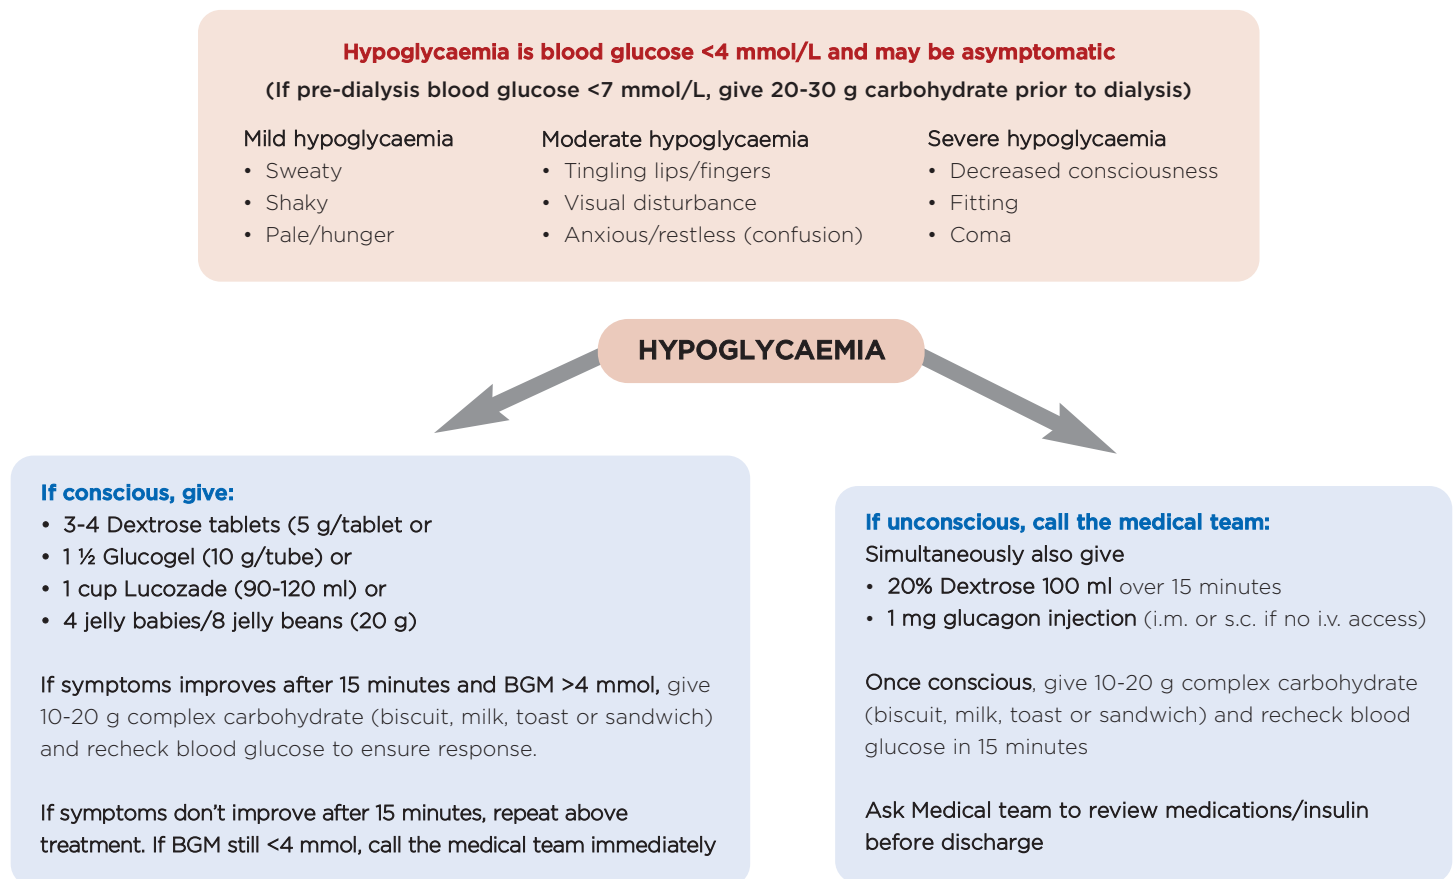 Hypoglycaemia is blood glucose <4 mmol/L and may be asymptomatic
(If pre-dialysis blood glucose <7 mmol/L, give 20-30 g carbohydrate prior to dialysis)
Mild hypoglycaemia
• Sweaty
• Shaky
• Pale/hunger
Moderate hypoglycaemia
• Tingling lips/fingers
• Visual disturbance
• Anxious/restless (confusion)
Severe hypoglycaemia
• Decreased consciousness
• Fitting
• Coma
HYPOGLYCAEMIA
If conscious, give:
• 3-4 Dextrose tablets (5 g/tablet or
• 1 ½ Glucogel (10 g/tube) or
• 1 cup Lucozade (90-120 ml) or
• 4 jelly babies/8 jelly beans (20 g)
If symptoms improves after 15 minutes and BGM >4 mmol, give
10-20 g complex carbohydrate (biscuit, milk, toast or sandwich)
and recheck blood glucose to ensure response.
If symptoms don’t improve after 15 minutes, repeat above
treatment. If BGM still <4 mmol, call the medical team immediately
If unconscious, call the medical team:
Simultaneously also give
• 20% Dextrose 100 ml over 15 minutes
• 1 mg glucagon injection (i.m. or s.c. if no i.v. access)
Once conscious, give 10-20 g complex carbohydrate
(biscuit, milk, toast or sandwich) and recheck blood
glucose in 15 minutes
Ask Medical team to review medications/insulin
before discharge